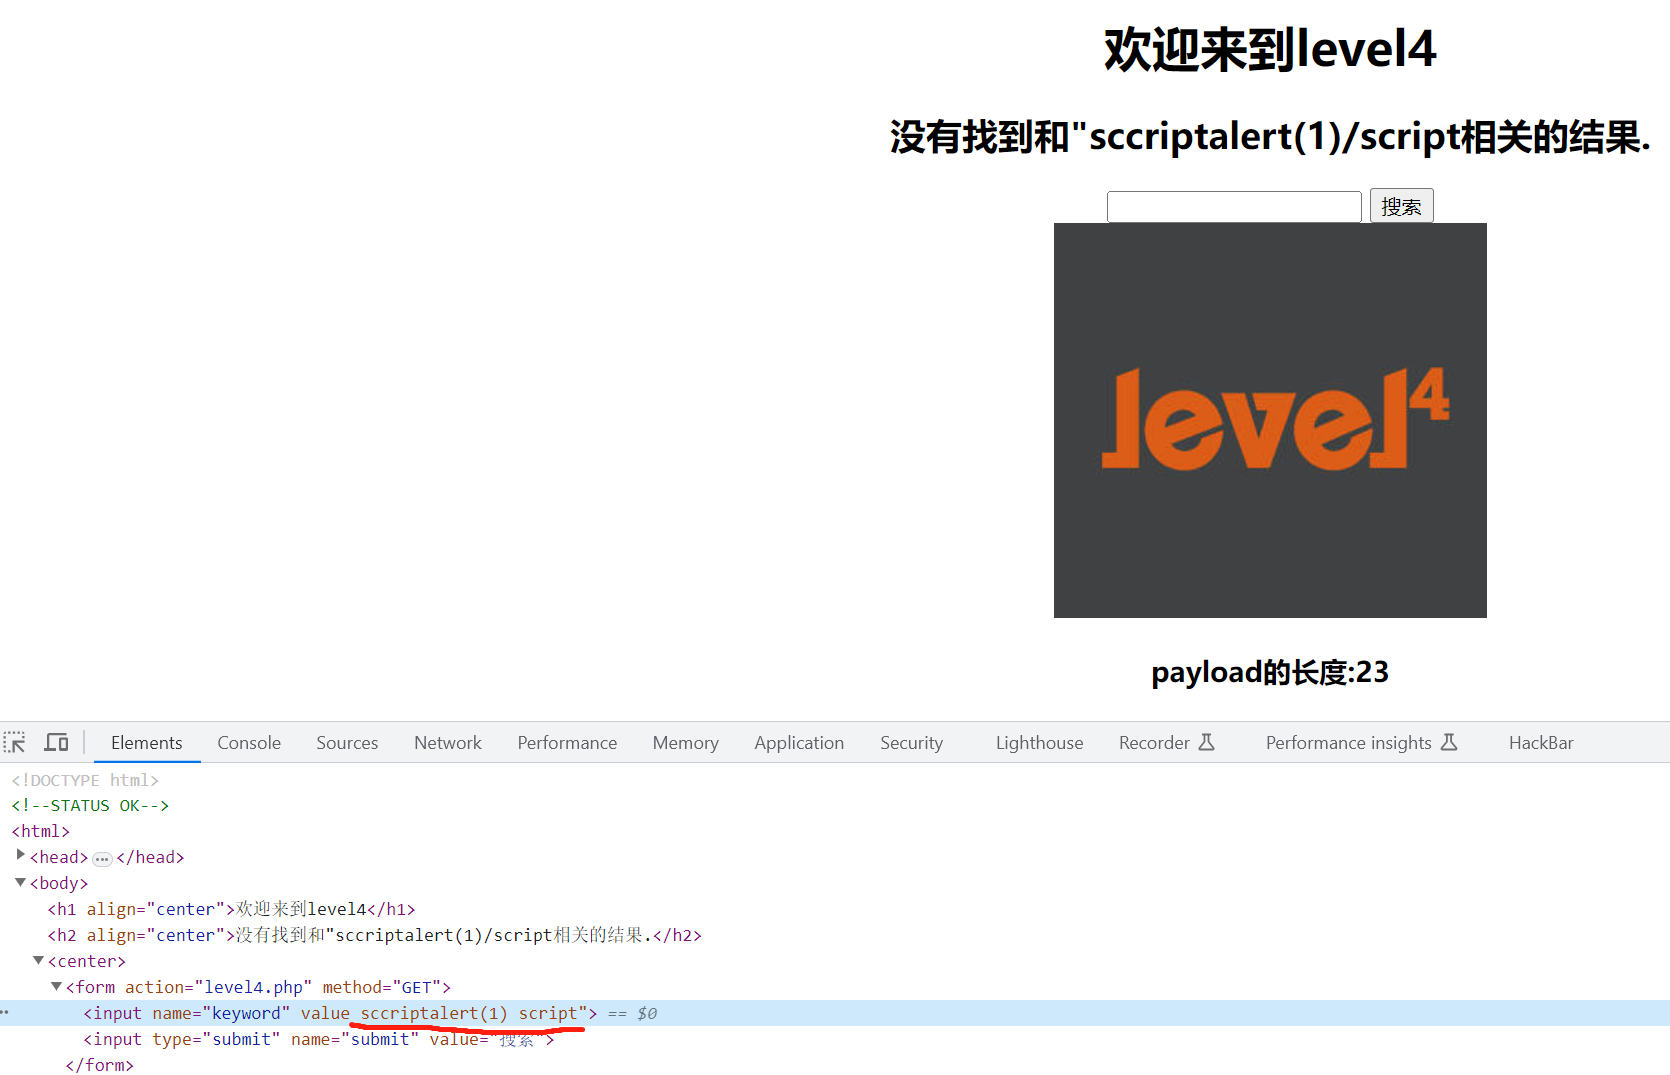 欢迎来到level4
没有找到和"sccriptalert(1)/script相关的结果.
搜索
level4
payload的长度:23
Elements Console Sources Network Performance Memory Application Security Lighthouse Recorder Performance insights HackBar
<!DOCTYPE html>
<!--STATUS OK-->
<html>
<head>…</head>
<body>
<h1 align="center">欢迎来到level4</h1>
<h2 align="center">没有找到和"sccriptalert(1)/script相关的结果.</h2>
<center>
<form action="level4.php" method="GET">
<input name="keyword" value sccriptalert(1) script"> == $0
<input type="submit" name="submit" value="搜索">
</form>